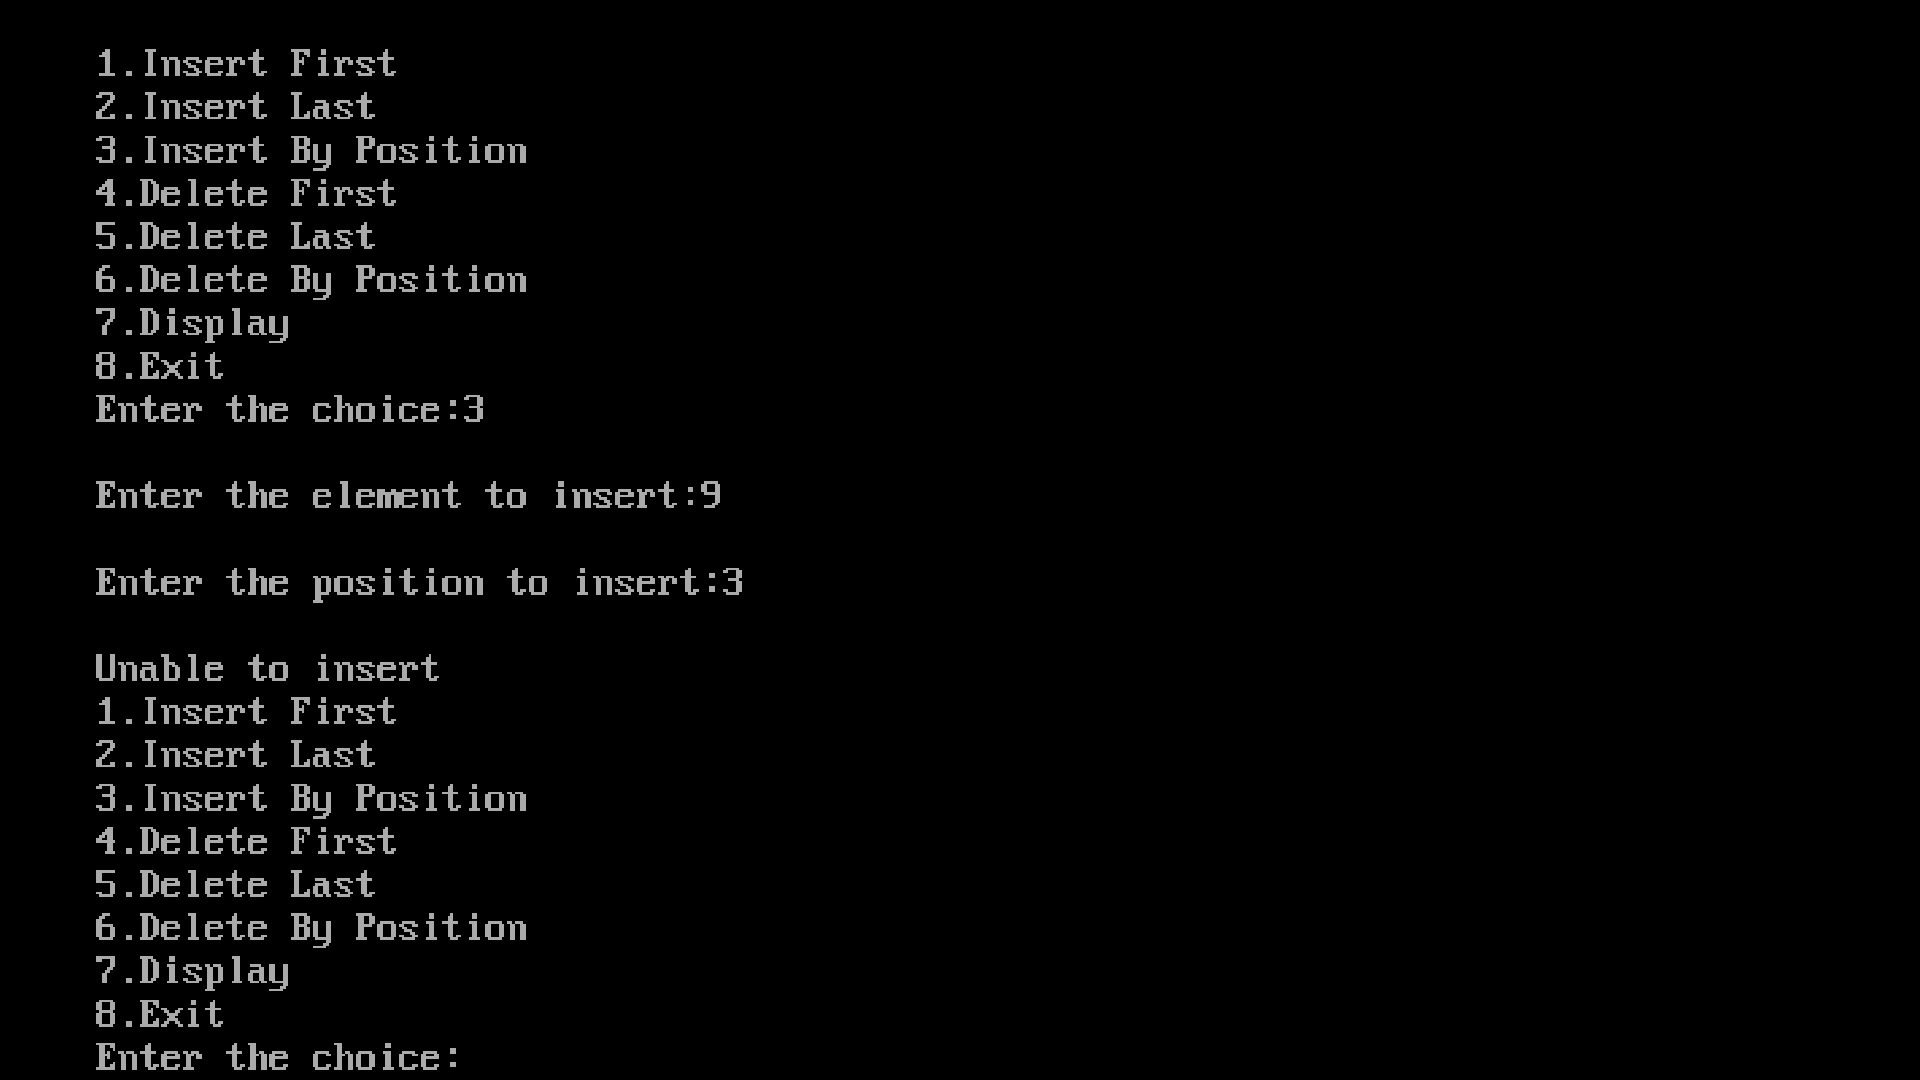 1.Insert First
2.Insert Last
3.Insert By Position
4.Delete First
5.Delete Last
6.Delete By Position
7.Display
8.Exit
Enter the choice:3
Enter the element to insert:9
Enter the position to insert:3
Unable to insert
1.Insert First
2.Insert Last
3.Insert By Position
4.Delete First
5.Delete Last
6.Delete By Position
7.Display
8.Exit
Enter the choice: